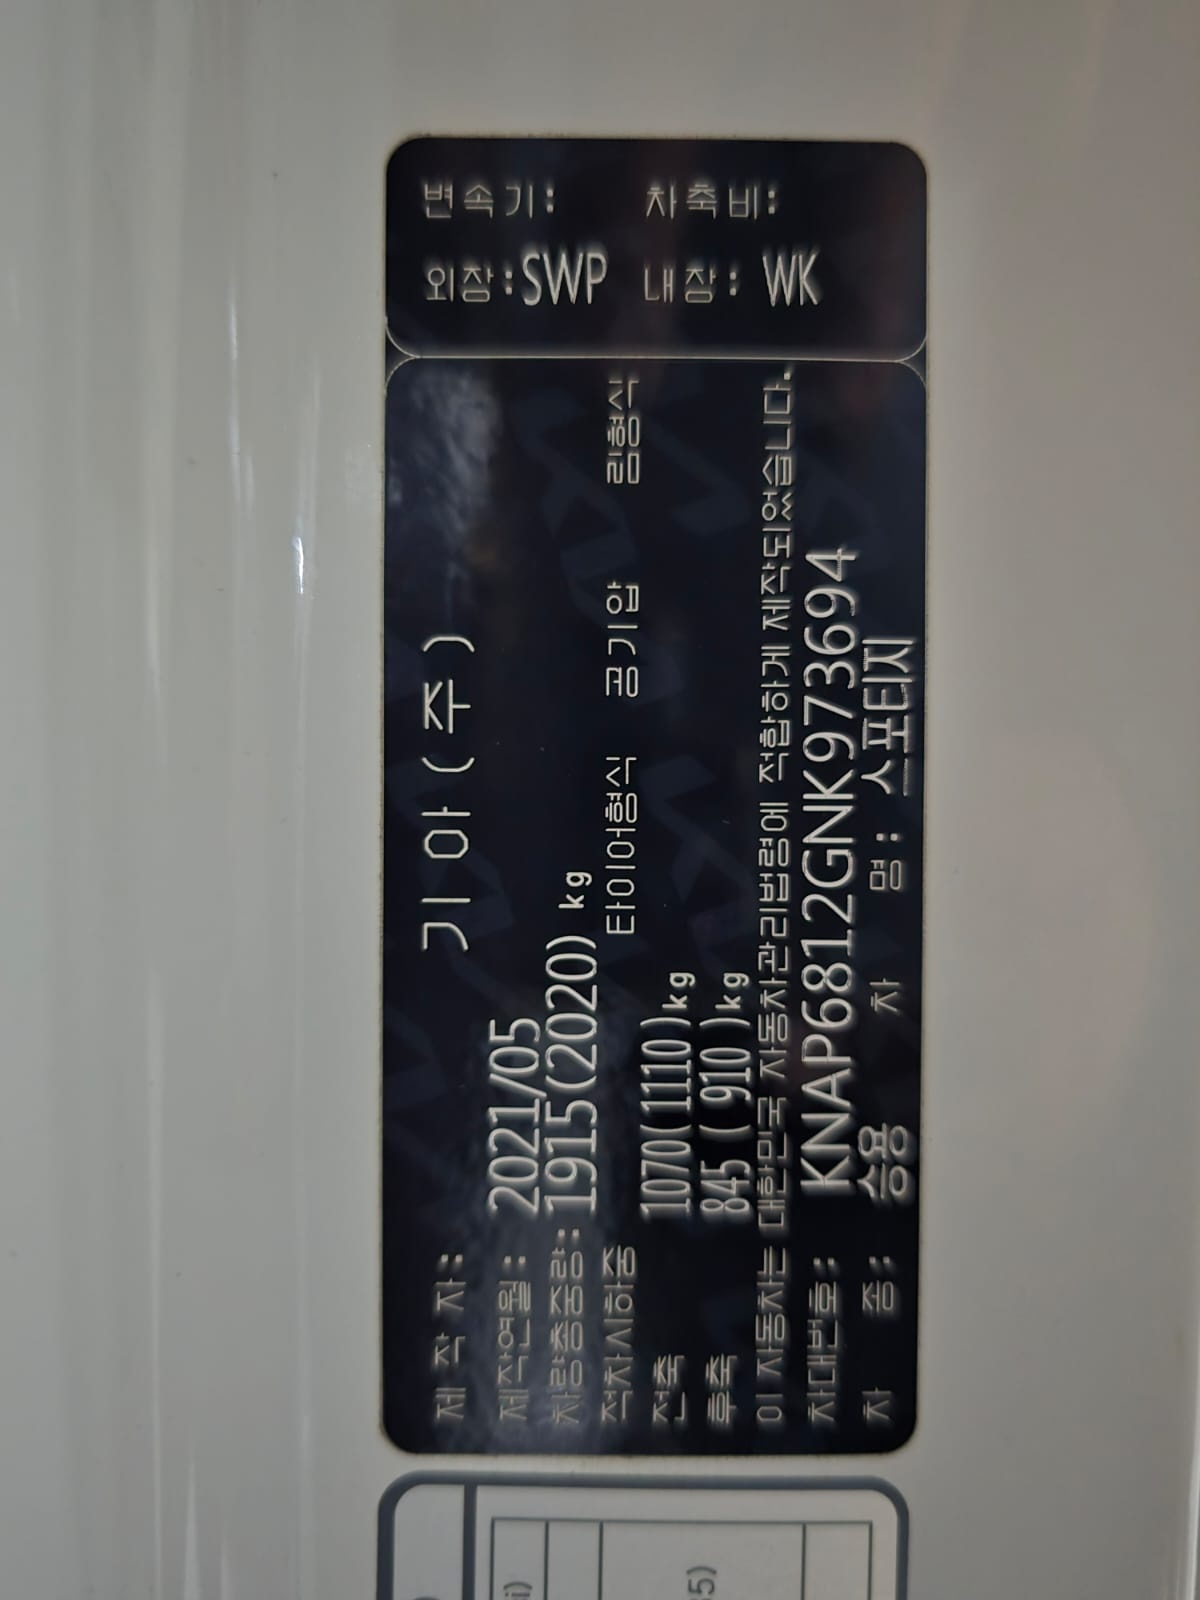 변속기: 차축비:
외장:SWP 내장: WK
제 작 자: 기아(주)
제작연월: 2021/05
차량총중량: 1915(2020) kg
적차시하중 타이어형식 공기압 림형식
전축 1070(1110)kg
후축 845 ( 910 )kg
이 자동차는 대한민국 자동차관리법령에 적합하게 제작되었습니다.
차대번호: KNAP6812GNK973694
차 종: 승용 차 명: 스포티지